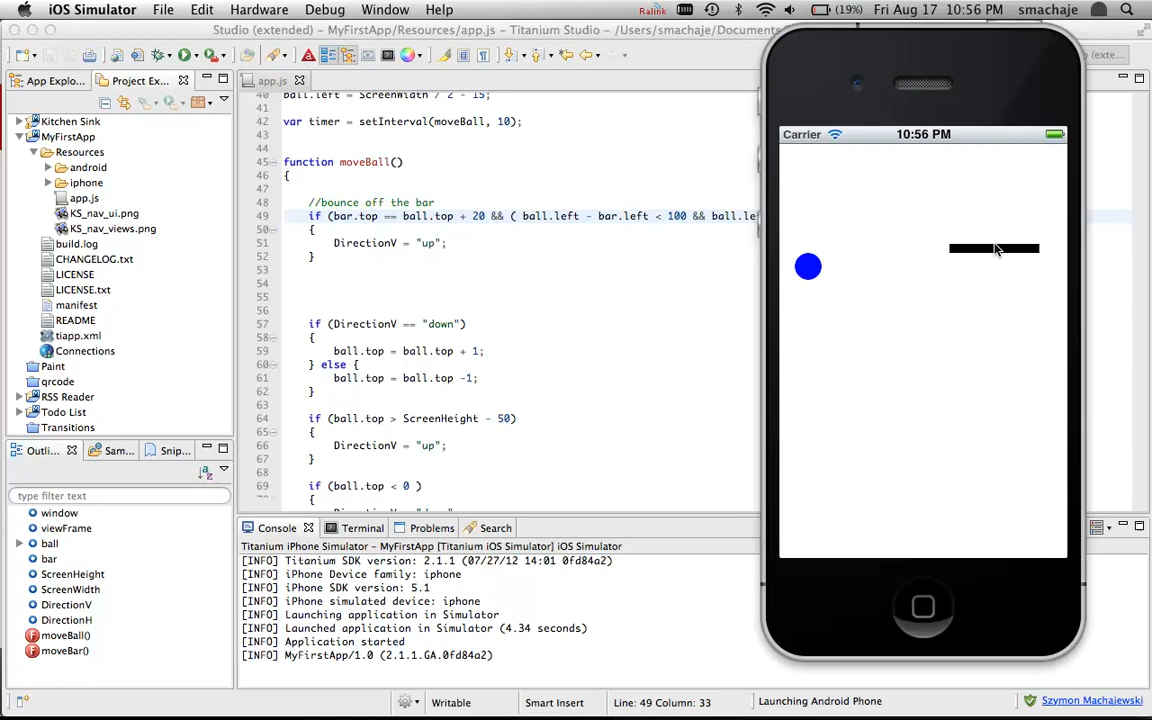 iOS Simulator File Edit Hardware Debug Window Help Ralink (19%) Fri Aug 17 10:56 PM smachaje
Studio (extended) - MyFirstApp/Resources/app.js - Titanium Studio - /Users/smachaje/Documents
App Explo... Project Ex... app.js
Kitchen Sink
MyFirstApp
Resources
android
iphone
app.js
KS_nav_ui.png
KS_nav_views.png
build.log
CHANGELOG.txt
LICENSE
LICENSE.txt
manifest
README
tiapp.xml
Connections
Paint
qrcode
RSS Reader
Todo List
Transitions
40 ball.left = ScreenWidth / 2 - 15;
41
42 var timer = setInterval(moveBall, 10);
43
44
45 function moveBall()
46 {
47
48 //bounce off the bar
49 if (bar.top == ball.top + 20 && ( ball.left - bar.left < 100 && ball.le
50 {
51 DirectionV = "up";
52 }
53
54
55
56
57 if (DirectionV == "down")
58 {
59 ball.top = ball.top + 1;
60 } else {
61 ball.top = ball.top -1;
62 }
63
64 if (ball.top > ScreenHeight - 50)
65 {
66 DirectionV = "up";
67 }
68
69 if (ball.top < 0 )
{
Carrier 10:56 PM
Outli... Sam... Snip...
type filter text
window
viewFrame
ball
bar
ScreenHeight
ScreenWidth
DirectionV
DirectionH
moveBall()
moveBar()
Console Terminal Problems Search
Titanium iPhone Simulator - MyFirstApp [Titanium iOS Simulator] iOS Simulator
[INFO] Titanium SDK version: 2.1.1 (07/27/12 14:01 0fd84a2)
[INFO] iPhone Device family: iphone
[INFO] iPhone SDK version: 5.1
[INFO] iPhone simulated device: iphone
[INFO] Launching application in Simulator
[INFO] Launched application in Simulator (4.34 seconds)
[INFO] Application started
[INFO] MyFirstApp/1.0 (2.1.1.GA.0fd84a2)
Writable Smart Insert Line: 49 Column: 33 Launching Android Phone Szymon Machajewski